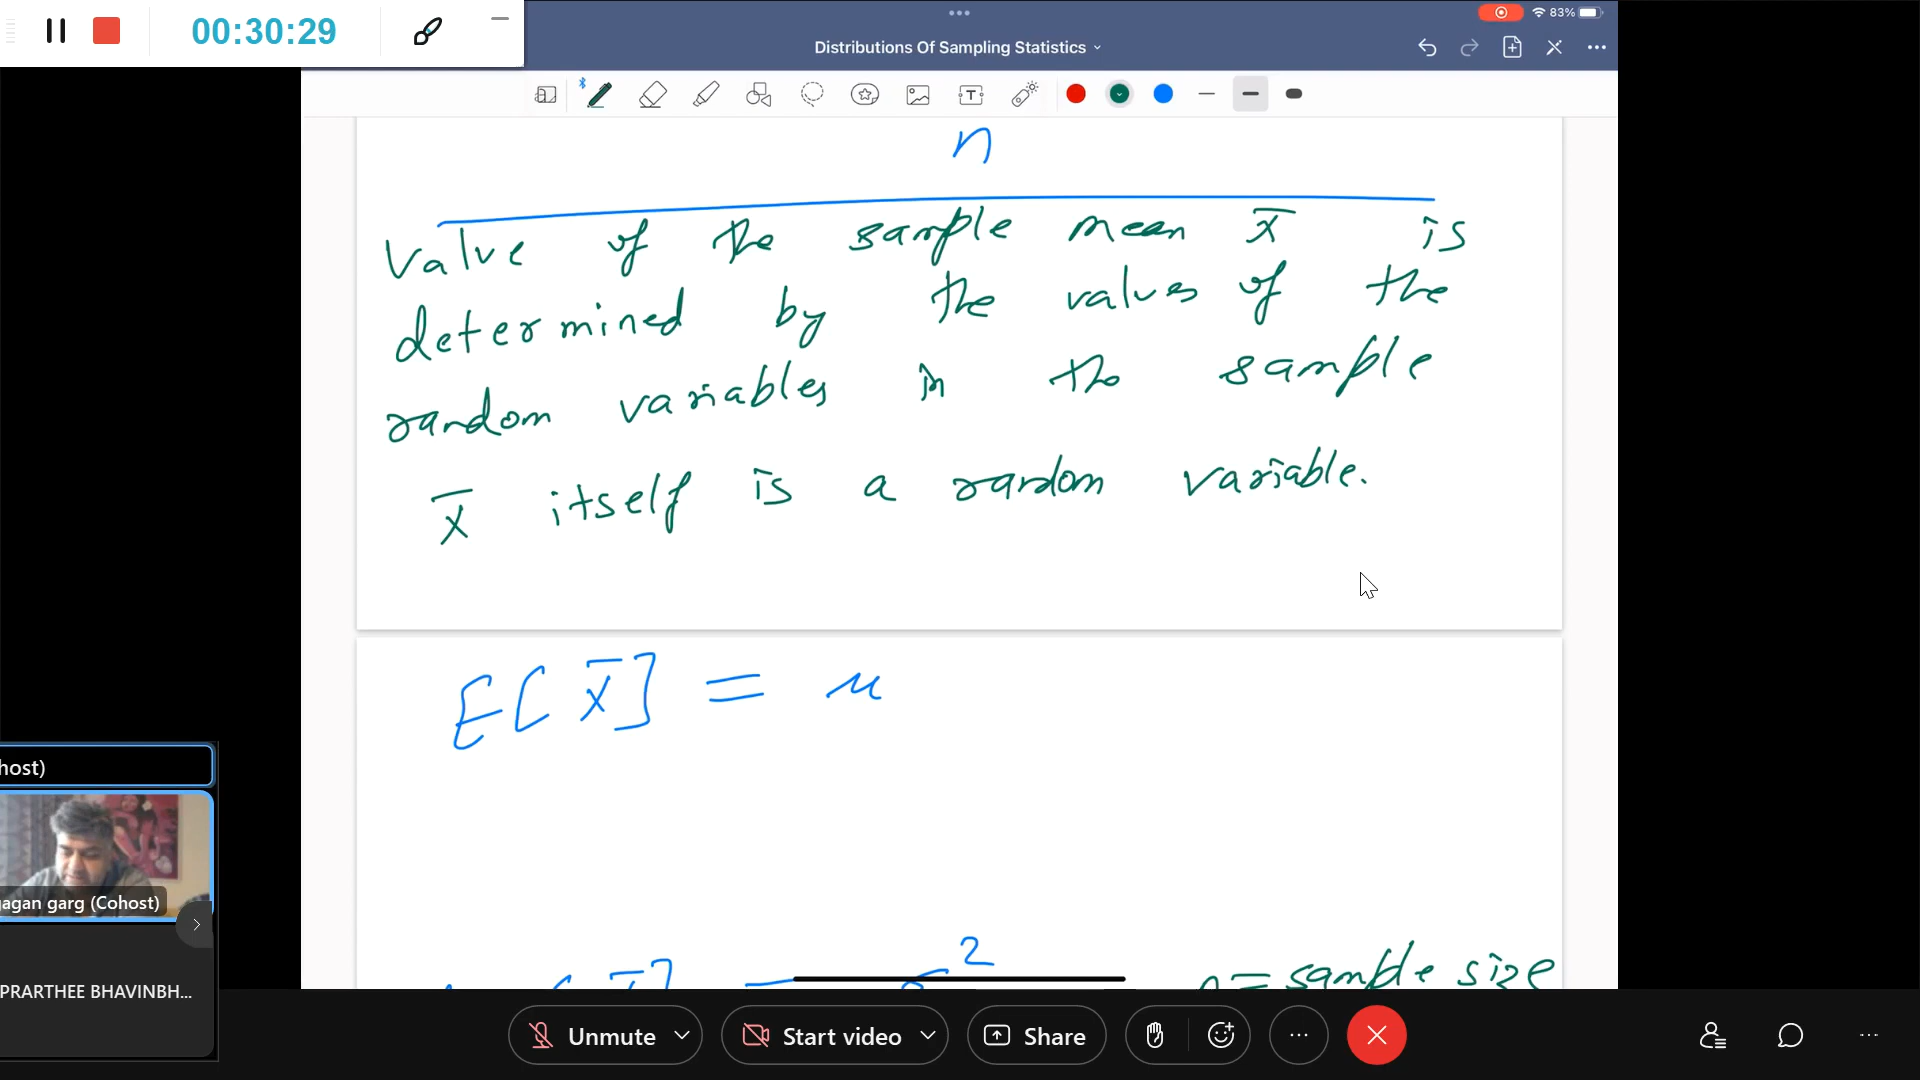 00:30:29
83%
Distributions Of Sampling Statistics
T
n
Value of the sample mean x̄ is
determined by the values of the
random variables in the sample
x̄ itself is a random variable.
E[x̄] = μ
[x̄] = σ²
n = sample size
host)
agan garg (Cohost)
PRARTHEE BHAVINBH...
Unmute
Start video
Share